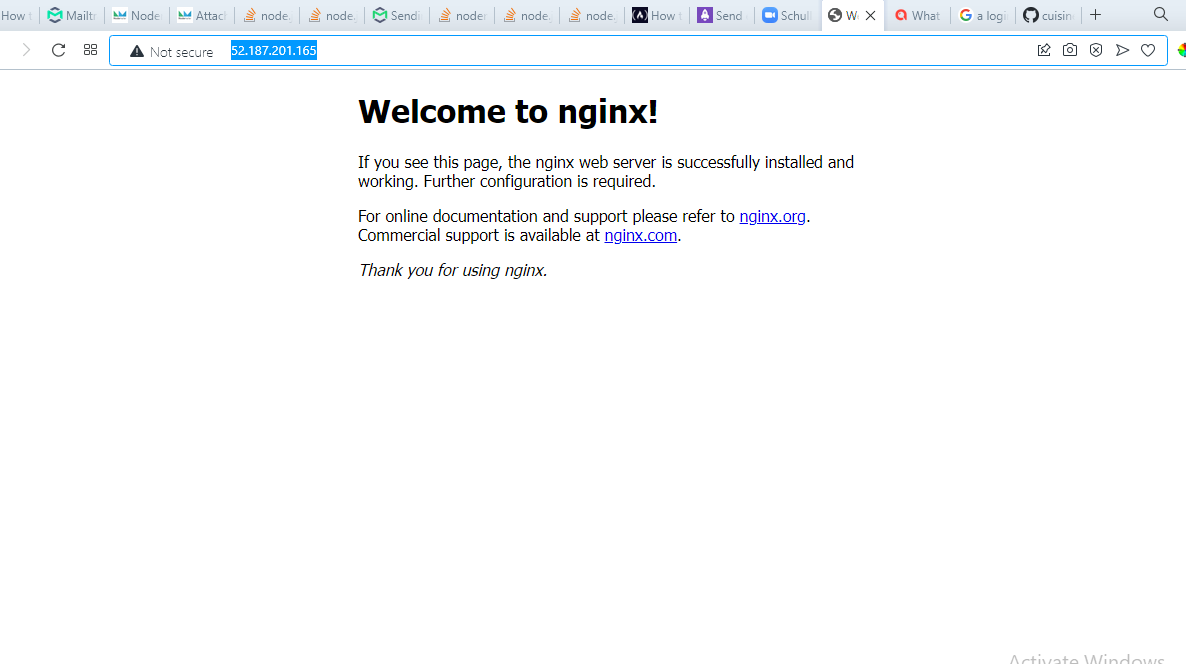 How t Mailt Node Attac node. node. Sendi noder node. node. How t Send Schul We What a logi cuisin
Not secure 52.187.201.165
Welcome to nginx!
If you see this page, the nginx web server is successfully installed and
working. Further configuration is required.
For online documentation and support please refer to nginx.org.
Commercial support is available at nginx.com.
Thank you for using nginx.
Activate Windows